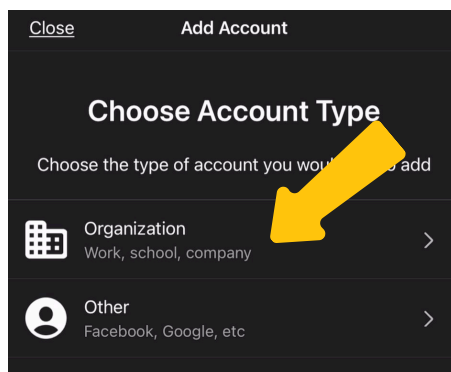 Close
Add Account
Choose Account Type
Choose the type of account you wou add
Organization
Work, school, company
Other
Facebook, Google, etc